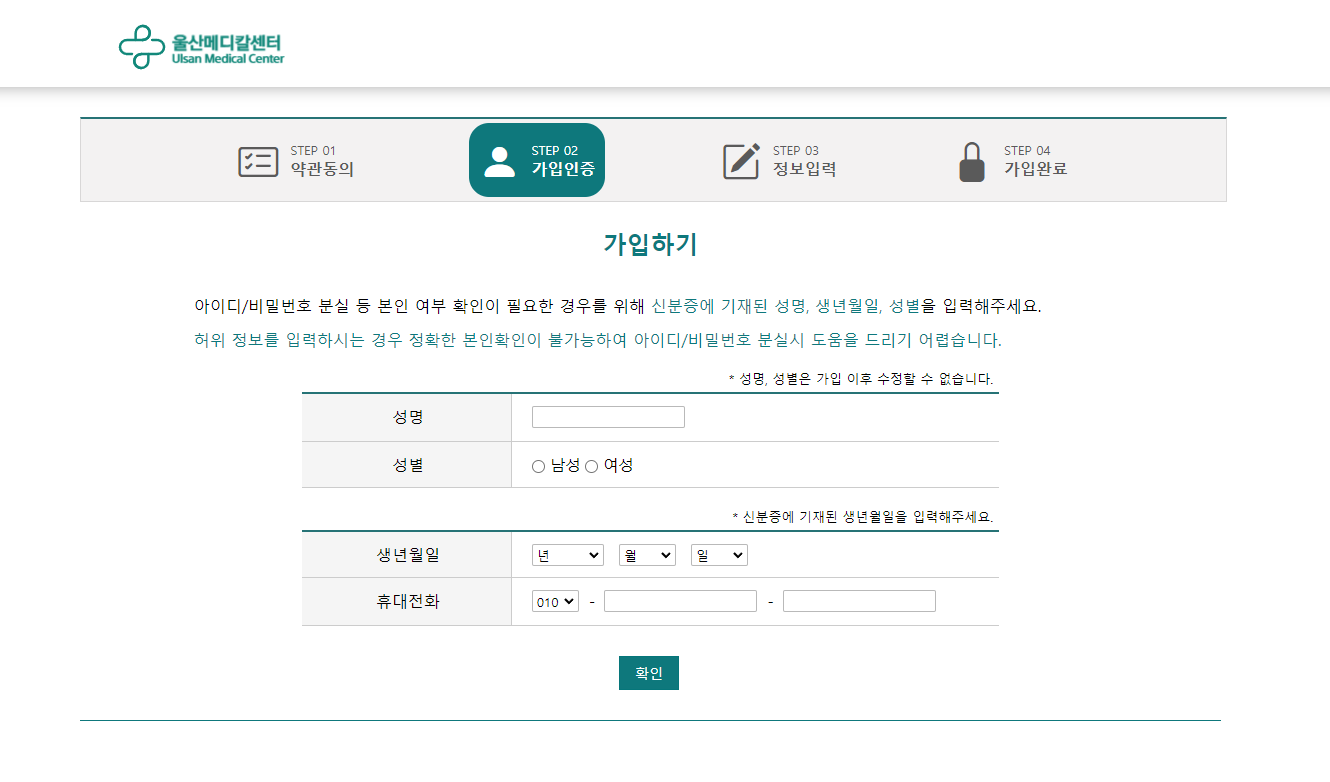 울산메디칼센터
Ulsan Medical Center
STEP 01
약관동의
STEP 02
가입인증
STEP 03
정보입력
STEP 04
가입완료
가입하기
아이디/비밀번호 분실 등 본인 여부 확인이 필요한 경우를 위해 신분증에 기재된 성명, 생년월일, 성별을 입력해주세요.
허위 정보를 입력하시는 경우 정확한 본인확인이 불가능하여 아이디/비밀번호 분실시 도움을 드리기 어렵습니다.
* 성명, 성별은 가입 이후 수정할 수 없습니다.
성명
성별 남성 여성
* 신분증에 기재된 생년월일을 입력해주세요.
생년월일 년 월 일
휴대전화 010 - -
확인